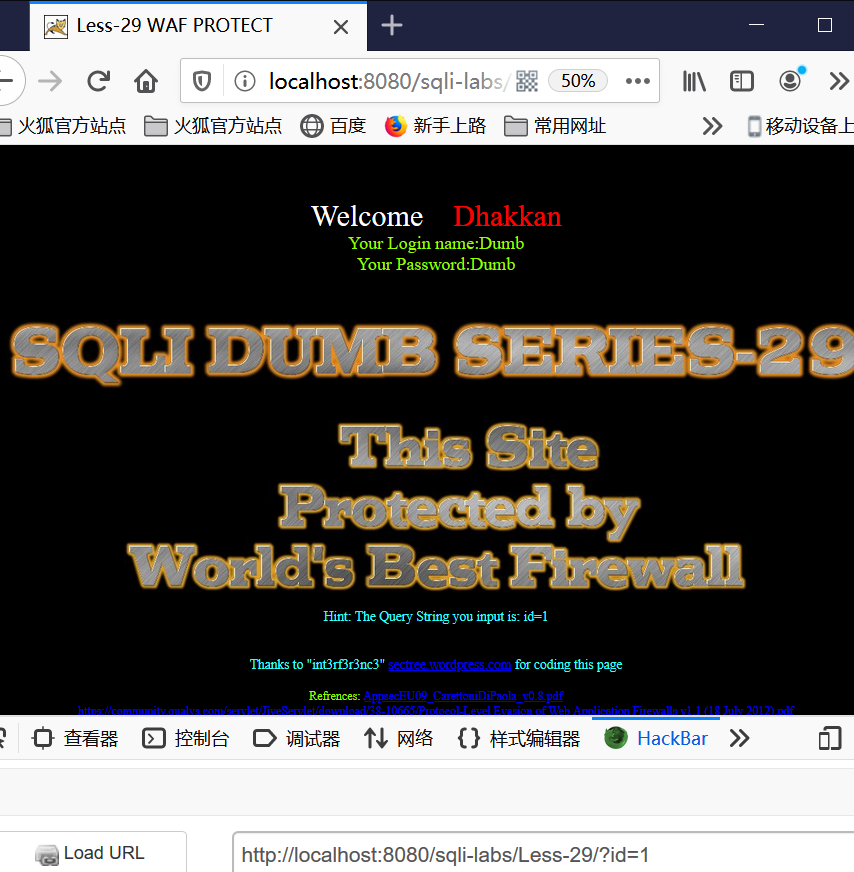 Less-29 WAF PROTECT
localhost:8080/sqli-labs/
50%
火狐官方站点
火狐官方站点
百度
新手上路
常用网址
移动设备上
Welcome Dhakkan
Your Login name:Dumb
Your Password:Dumb
SQLI DUMB SERIES-29
This Site
Protected by
World's Best Firewall
Hint: The Query String you input is: id=1
Thanks to "int3rf3r3nc3" sectree.wordpress.com for coding this page
Refrences: AppsecEU09_CarettoniDiPaola_v0.8.pdf
https://community.qualys.com/servlet/JiveServlet/download/38-10665/Protocol-Level Evasion of Web Application Firewalls v1.1 (18 July 2012).pdf
查看器
控制台
调试器
网络
样式编辑器
HackBar
Load URL
http://localhost:8080/sqli-labs/Less-29/?id=1